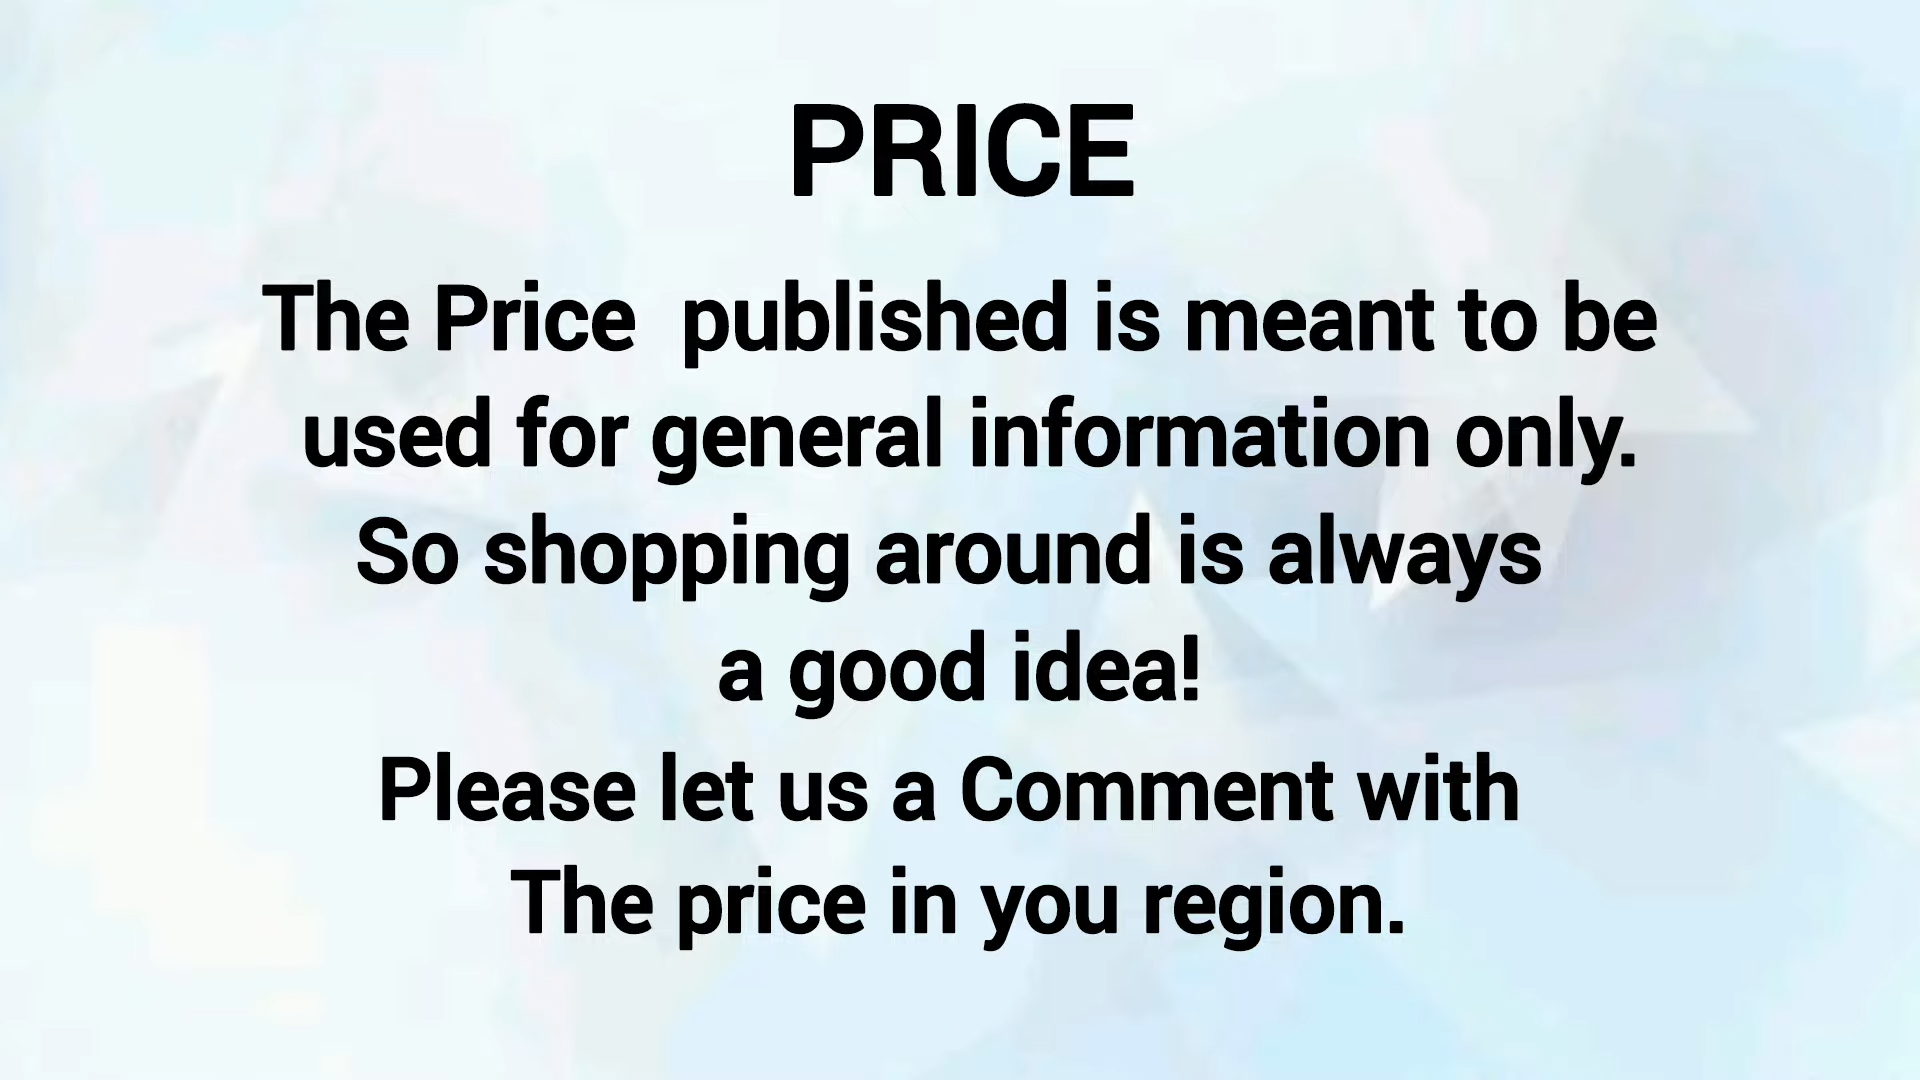 PRICE
The Price  published is meant to be
used for general information only.
So shopping around is always
a good idea!
Please let us a Comment with
The price in you region.